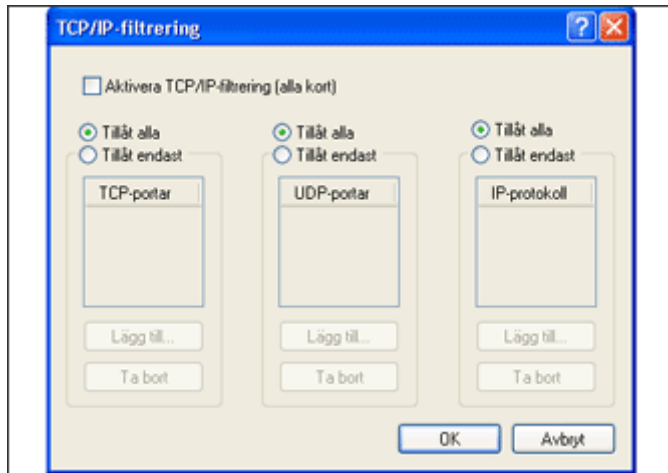 TCP/IP-filtrering
Aktivera TCP/IP-filtrering (alla kort)
Tillåt alla
Tillåt endast
TCP-portar
Lägg till...
Ta bort
Tillåt alla
Tillåt endast
UDP-portar
Lägg till...
Ta bort
Tillåt alla
Tillåt endast
IP-protokoll
Lägg till...
Ta bort
OK
Avbryt